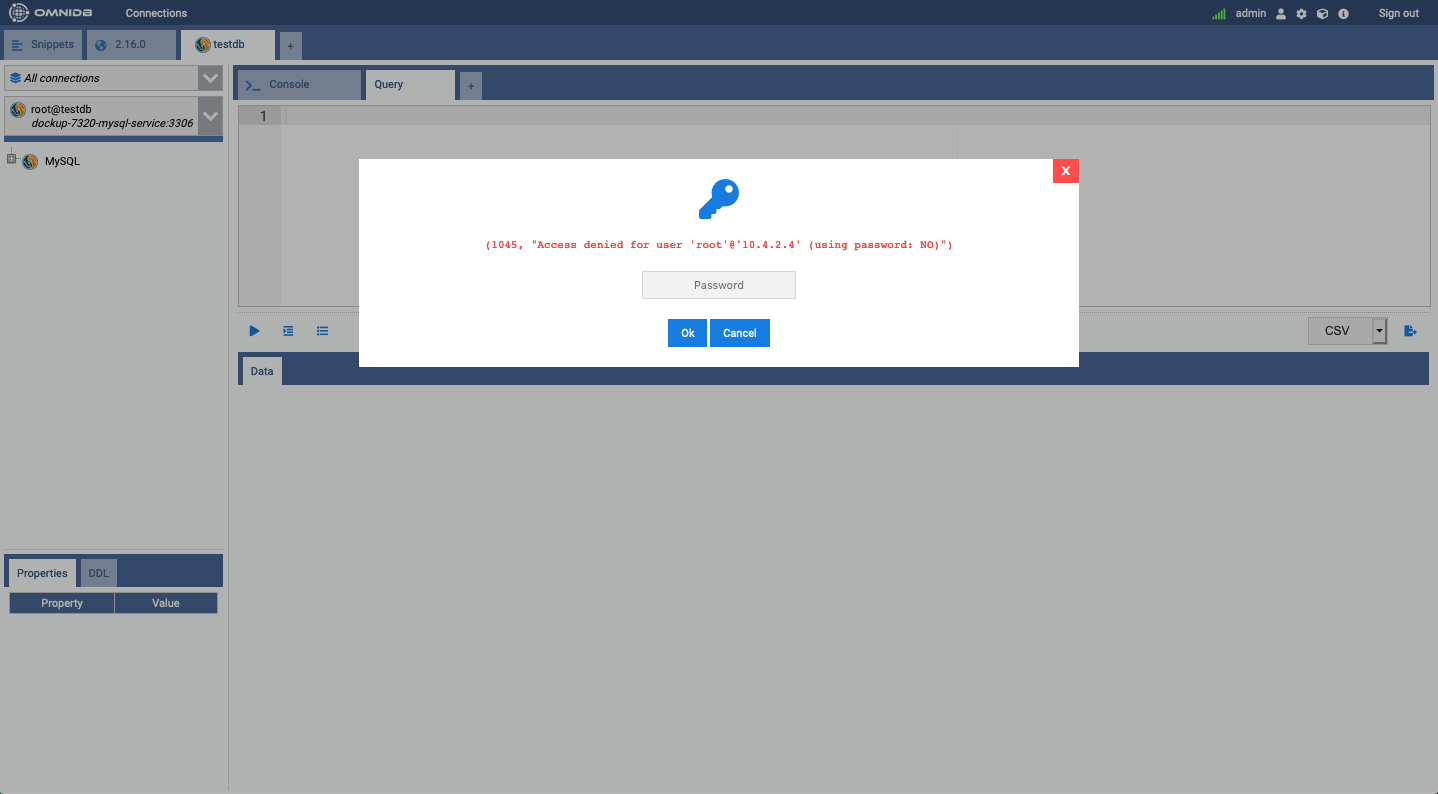 OMNIDB
Connections
admin
Sign out
Snippets
2.16.0
testdb
+
All connections
root@testdb
dockup-7320-mysql-service:3306
MySQL
Console
Query
+
1
X
(1045, "Access denied for user 'root'@'10.4.2.4' (using password: NO)")
Password
Ok
Cancel
CSV
Data
Properties
DDL
Property
Value